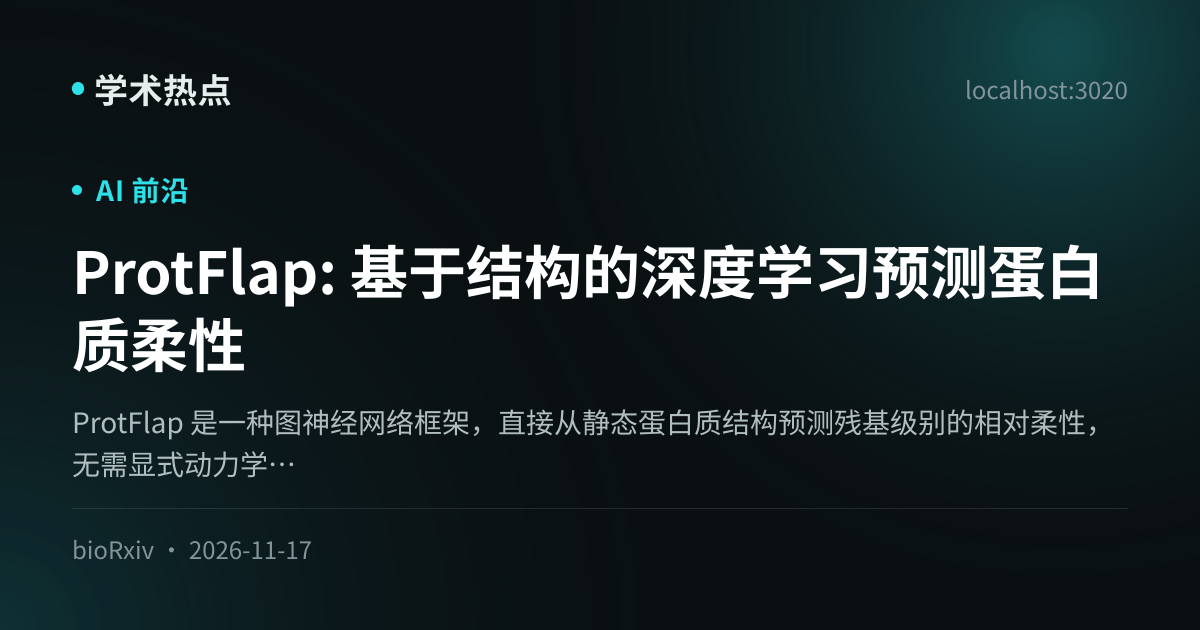 学术热点
localhost:3020
AI 前沿
ProtFlap: 基于结构的深度学习预测蛋白
质柔性
ProtFlap 是一种图神经网络框架，直接从静态蛋白质结构预测残基级别的相对柔性，
无需显式动力学…
bioRxiv · 2026-11-17